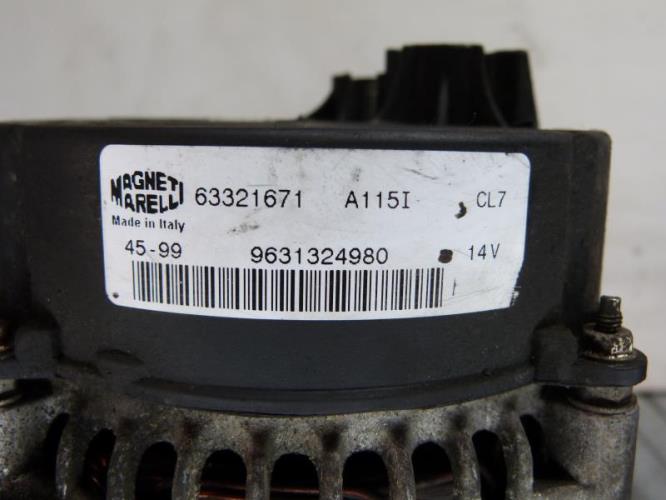 MAGNETI MARELLI 63321671 A115I CL7
Made in Italy
45-99 9631324980 14V